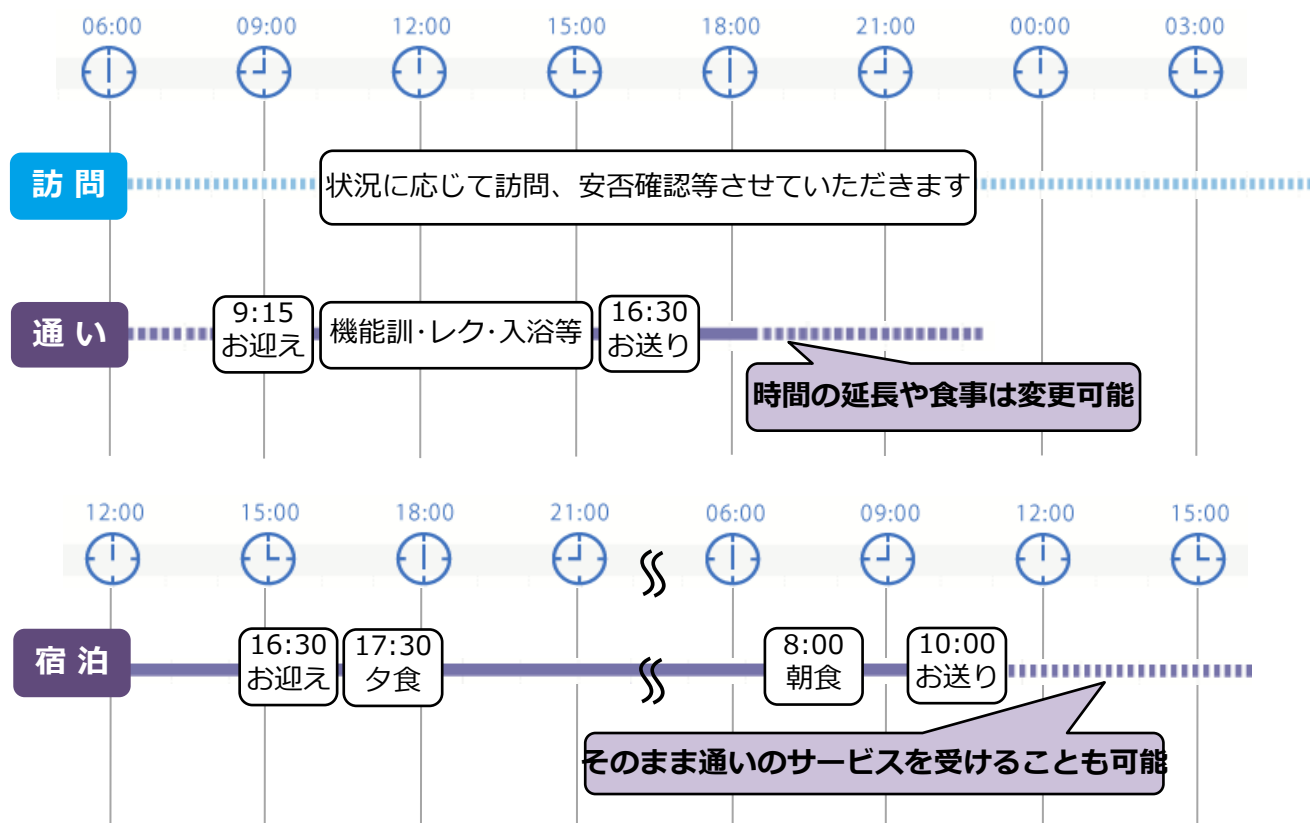 06:00 09:00 12:00 15:00 18:00 21:00 00:00 03:00
訪問
状況に応じて訪問、安否確認等させていただきます
通い
9:15
お迎え
機能訓・レク・入浴等
16:30
お送り
時間の延長や食事は変更可能
12:00 15:00 18:00 21:00 06:00 09:00 12:00 15:00
宿泊
16:30
お迎え
17:30
夕食
8:00
朝食
10:00
お送り
そのまま通いのサービスを受けることも可能